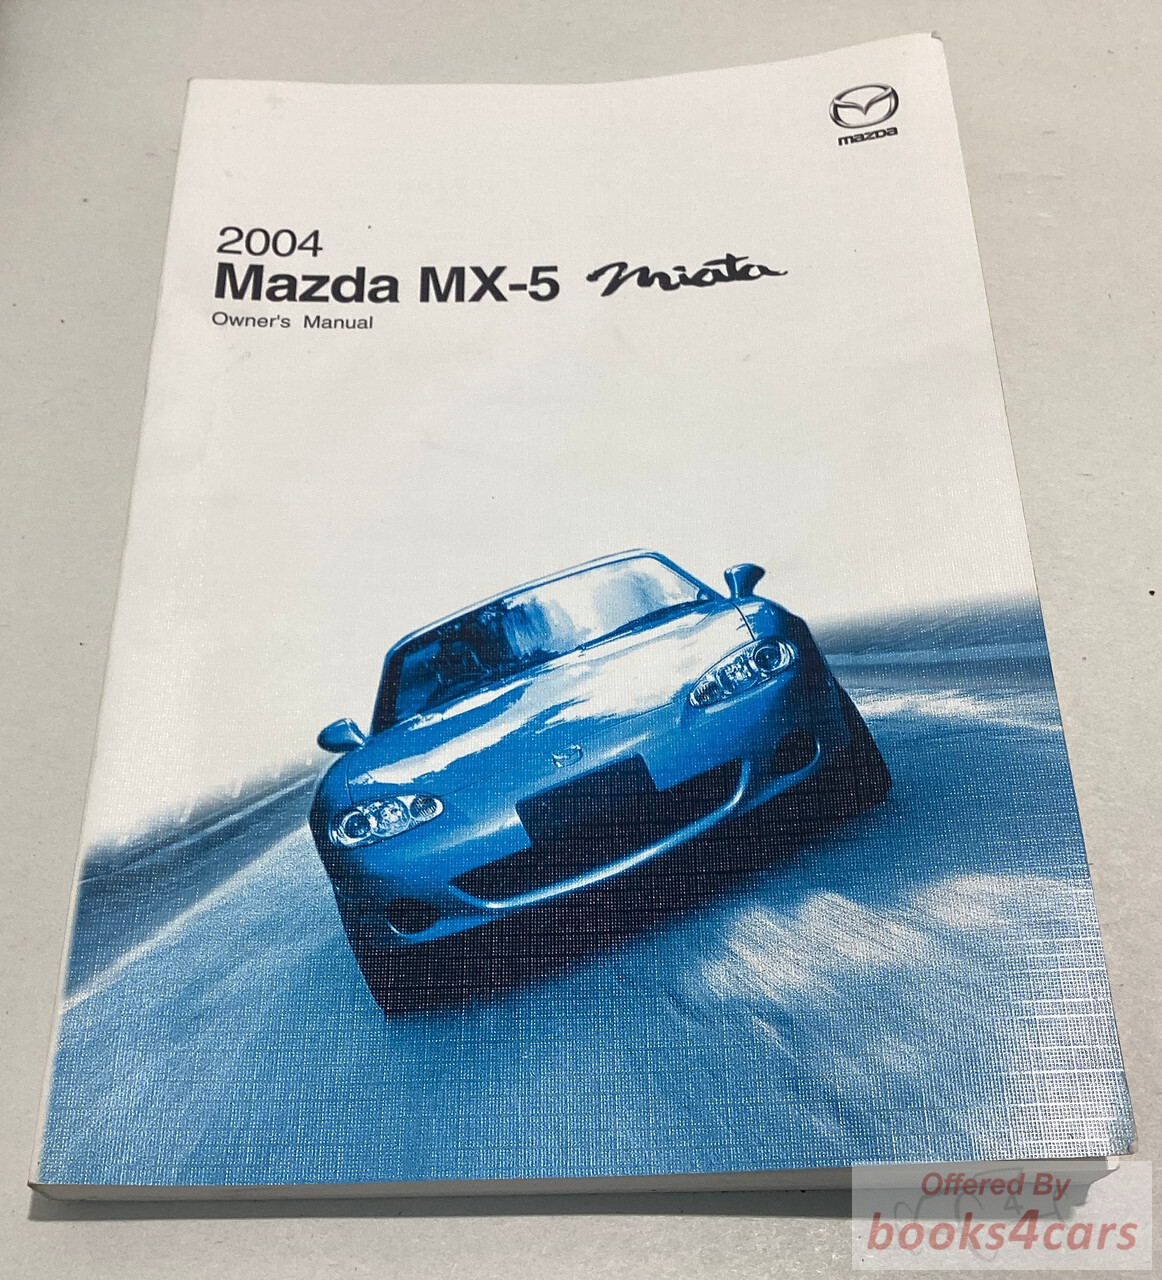 mazda
2004
Mazda MX-5 Miata
Owner's Manual
Offered By
books4cars